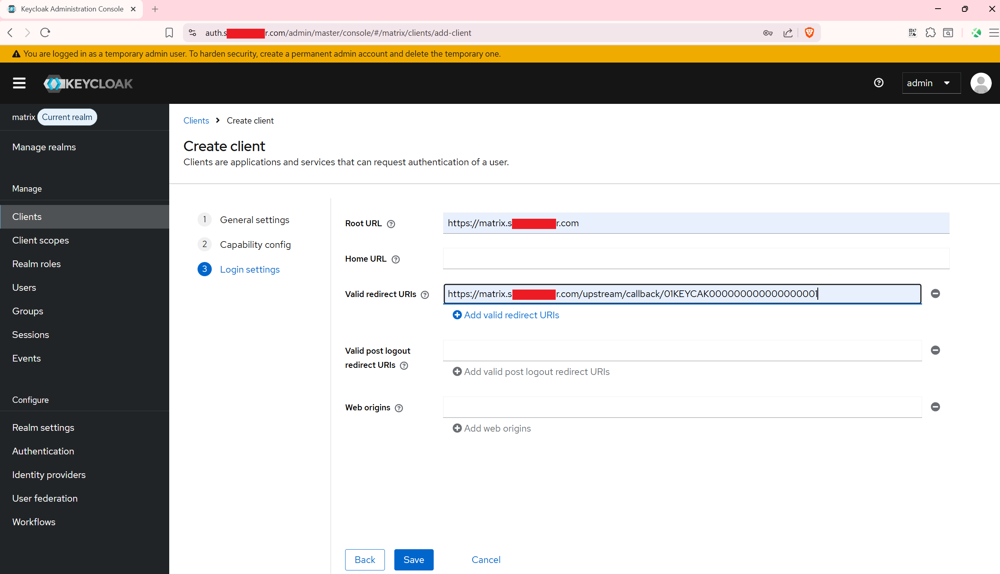 Keycloak Administration Console
auth.s r.com/admin/master/console/#/matrix/clients/add-client
You are logged in as a temporary admin user. To harden security, create a permanent admin account and delete the temporary one.
KEYCLOAK
admin
matrix Current realm
Manage realms
Manage
Clients
Client scopes
Realm roles
Users
Groups
Sessions
Events
Configure
Realm settings
Authentication
Identity providers
User federation
Workflows
Clients > Create client
Create client
Clients are applications and services that can request authentication of a user.
1 General settings
2 Capability config
3 Login settings
Root URL
https://matrix.s r.com
Home URL
Valid redirect URIs
https://matrix.s r.com/upstream/callback/01KEYCAK000000000000000001
Add valid redirect URIs
Valid post logout
redirect URIs
Add valid post logout redirect URIs
Web origins
Add web origins
Back
Save
Cancel